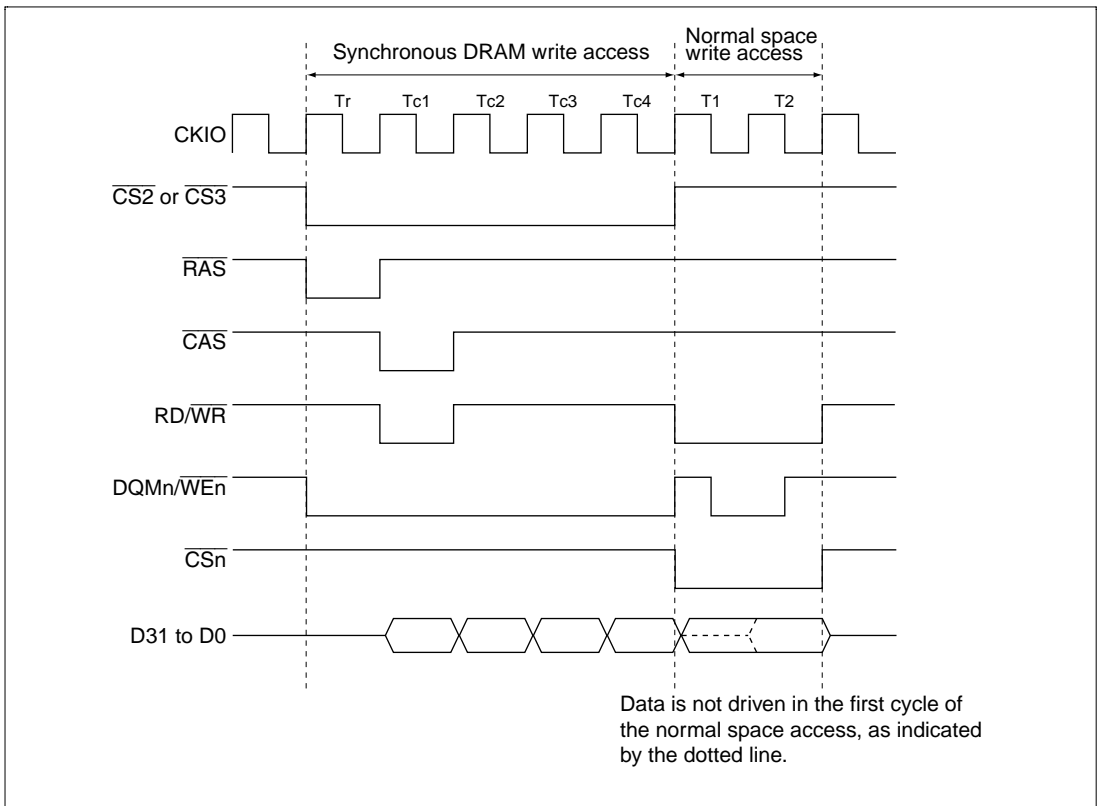 Synchronous DRAM write access
Normal space
write access
Tr Tc1 Tc2 Tc3 Tc4 T1 T2
CKIO
CS2 or CS3
RAS
CAS
RD/WR
DQMn/WEn
CSn
D31 to D0
Data is not driven in the first cycle of
the normal space access, as indicated
by the dotted line.